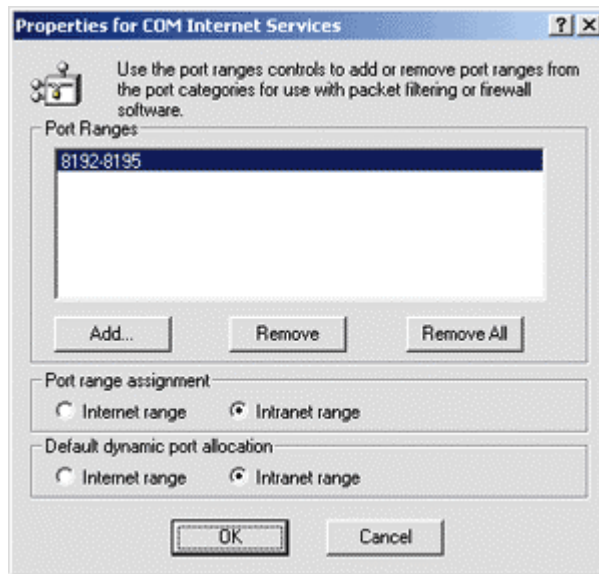 Properties for COM Internet Services
Use the port ranges controls to add or remove port ranges from
the port categories for use with packet filtering or firewall
software.
Port Ranges
8192-8195
Add...
Remove
Remove All
Port range assignment
Internet range
Intranet range
Default dynamic port allocation
Internet range
Intranet range
OK
Cancel